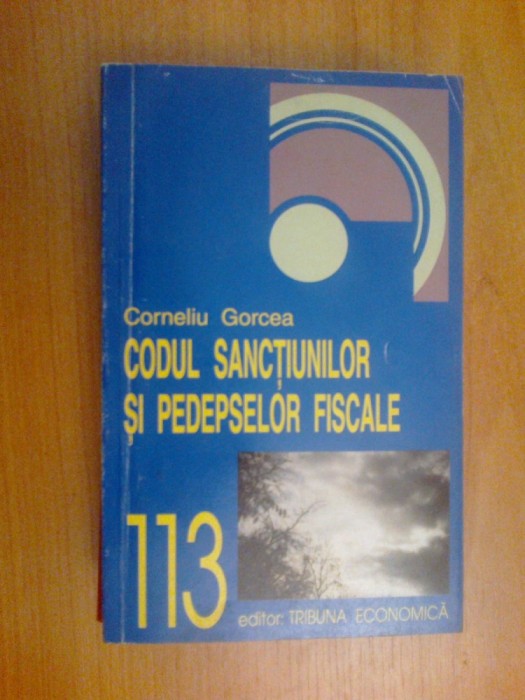 Corneliu Gorcea
CODUL SANCȚIUNILOR
ȘI PEDEPSELOR FISCALE
113
editor: TRIBUNA ECONOMICĂ